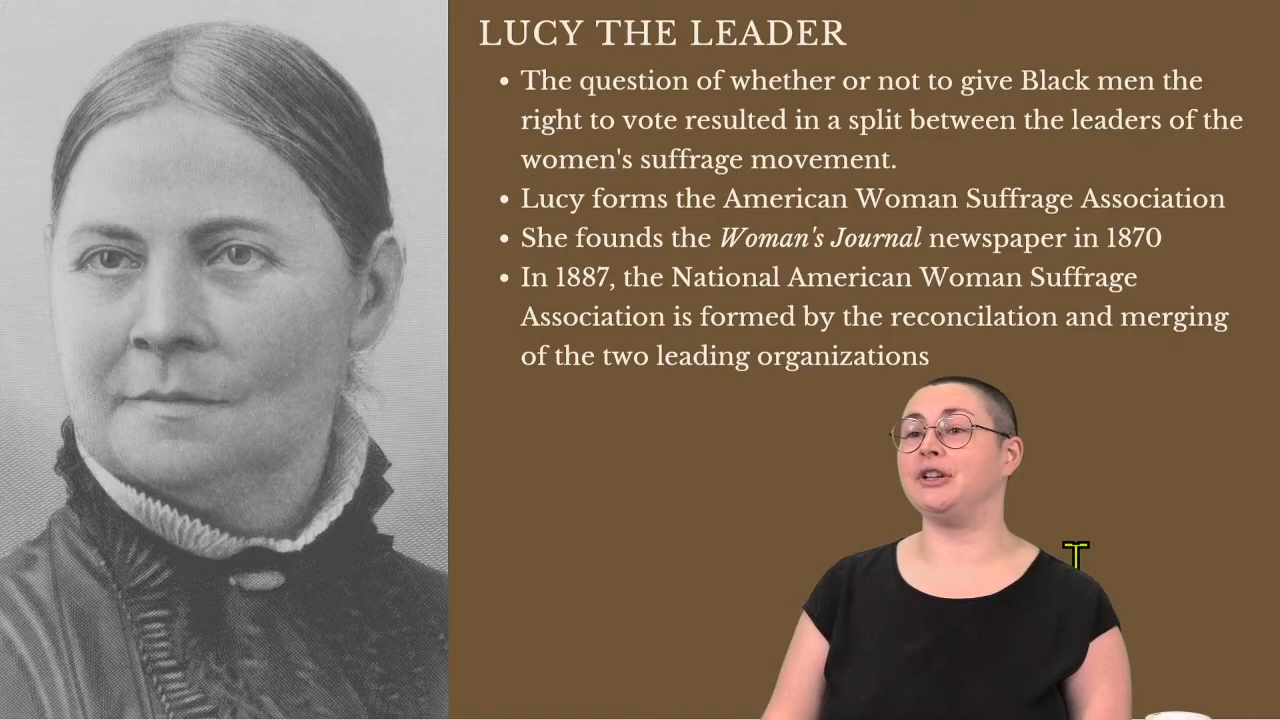 LUCY THE LEADER
• The question of whether or not to give Black men the
right to vote resulted in a split between the leaders of the
women's suffrage movement.
• Lucy forms the American Woman Suffrage Association
• She founds the Woman's Journal newspaper in 1870
• In 1887, the National American Woman Suffrage
Association is formed by the reconcilation and merging
of the two leading organizations